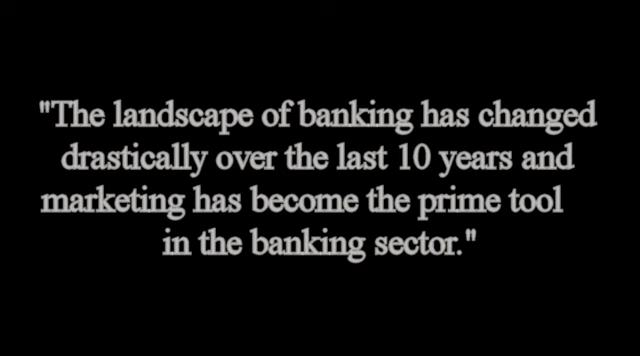 "The landscape of banking has changed
drastically over the last 10 years and
marketing has become the prime tool
in the banking sector."